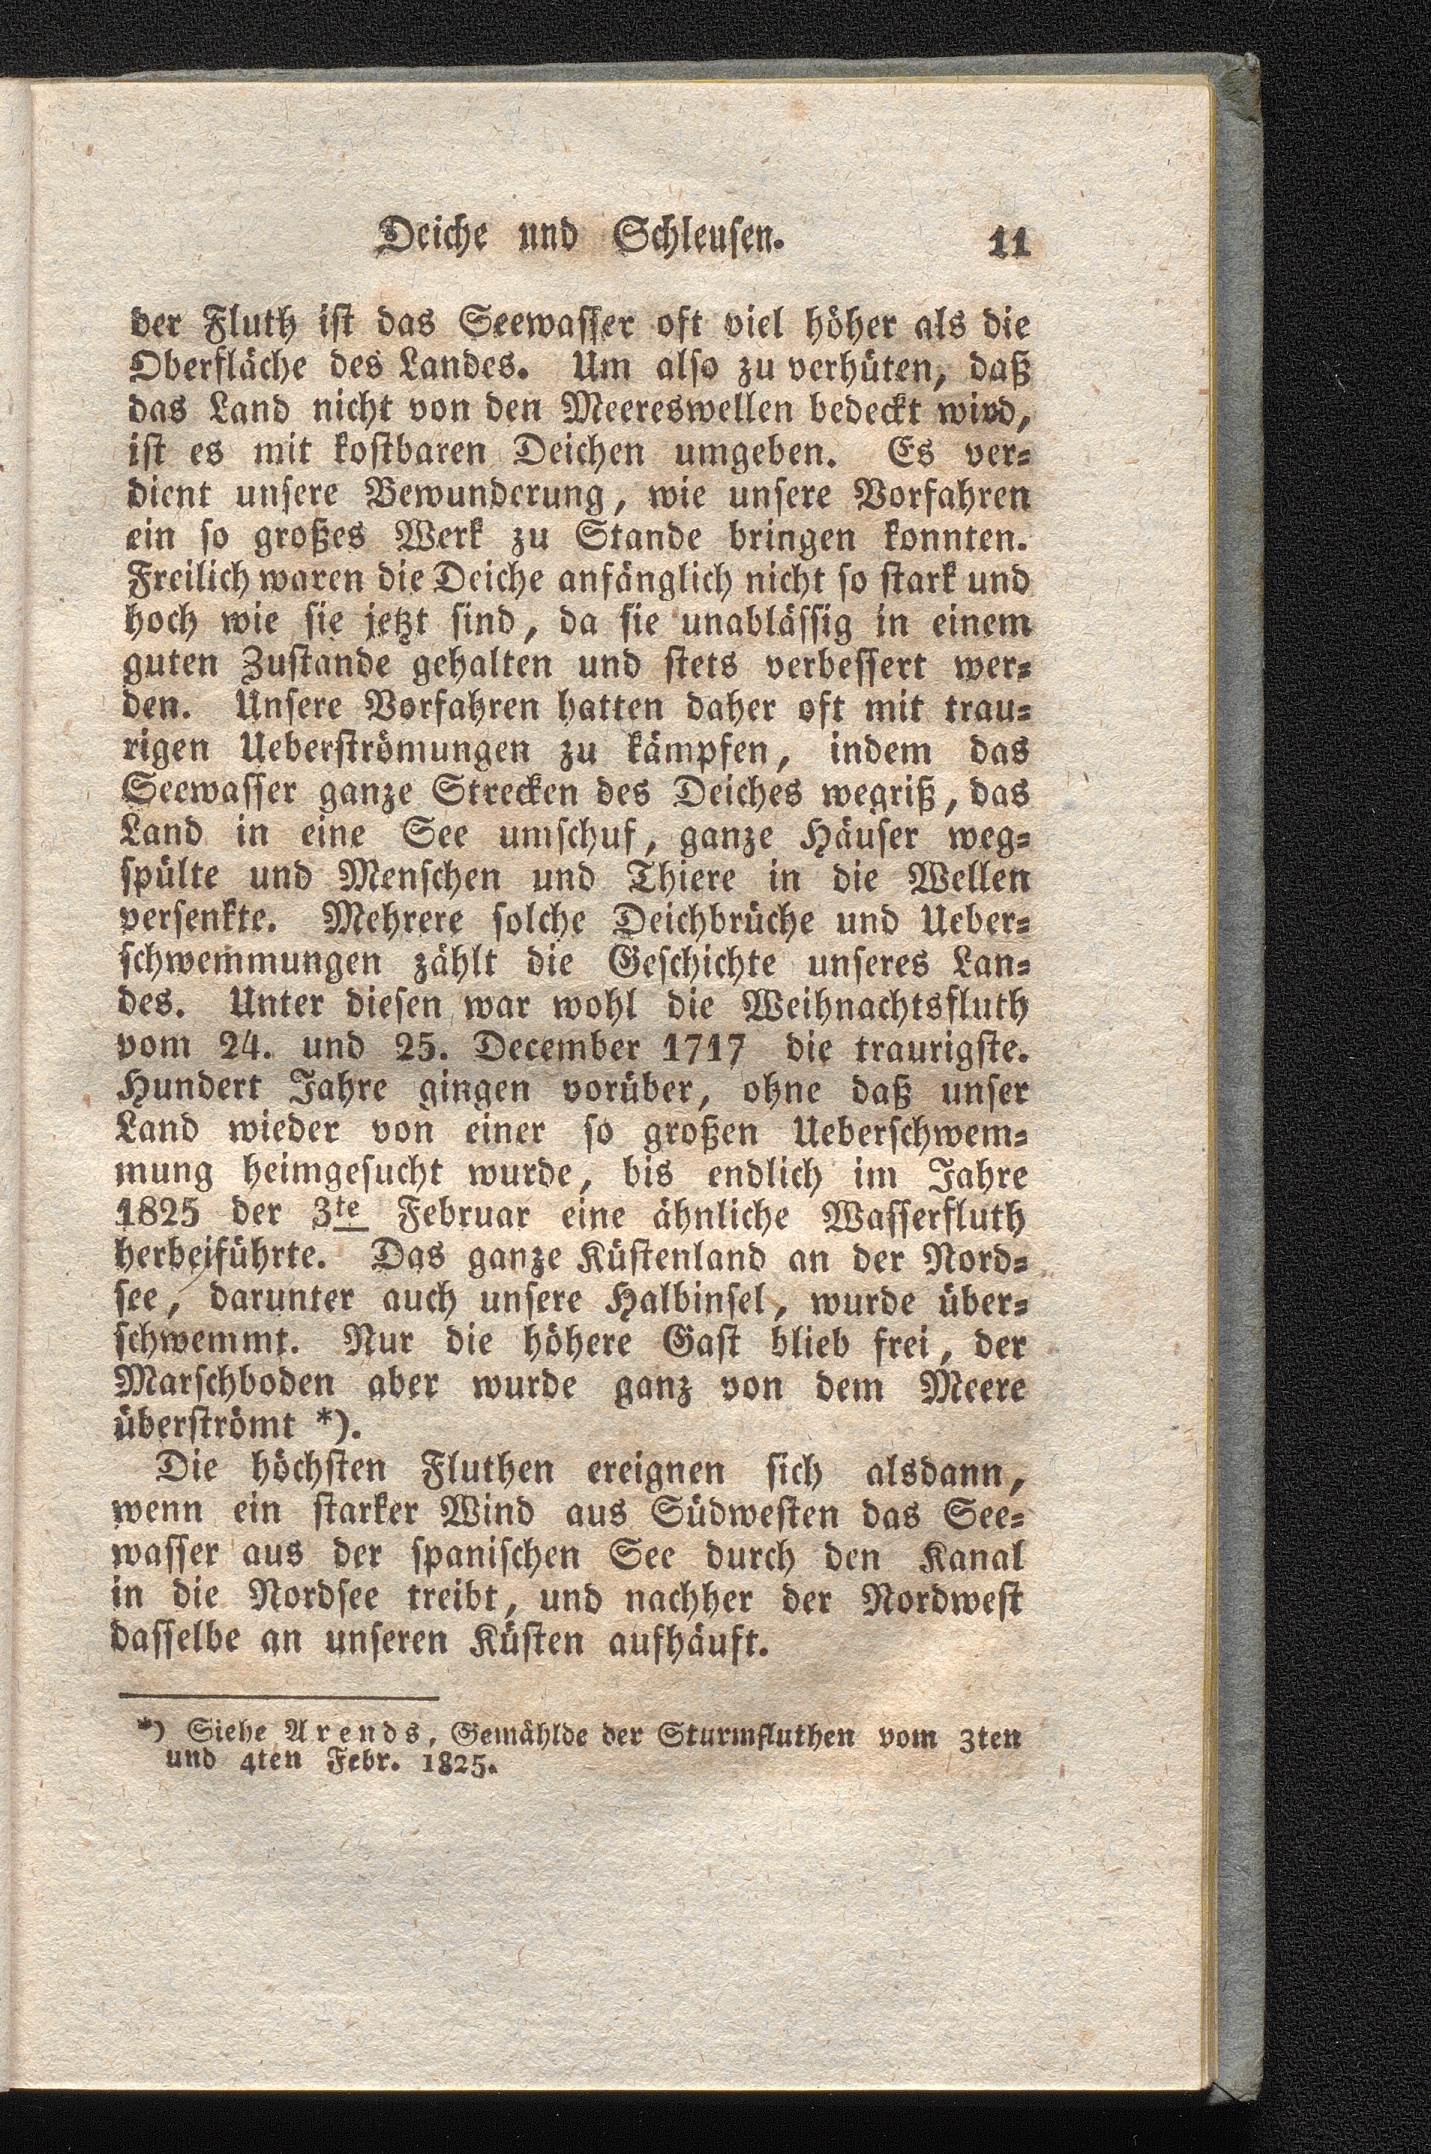 Deiche und Schleusen. 11
der Fluth ist das Seewasser oft viel höher als die
Oberfläche des Landes. Um also zu verhüten, daß
das Land nicht von den Meereswellen bedeckt wird,
ist es mit kostbaren Deichen umgeben. Es ver-
dient unsere Bewunderung, wie unsere Vorfahren
ein so großes Werk zu Stande bringen konnten.
Freilich waren die Deiche anfänglich nicht so stark und
hoch wie sie jetzt sind, da sie unablässig in einem
guten Zustande gehalten und stets verbessert wer-
den. Unsere Vorfahren hatten daher oft mit trau-
rigen Ueberströmungen zu kämpfen, indem das
Seewasser ganze Strecken des Deiches wegriß, das
Land in eine See umschuf, ganze Häuser weg-
spülte und Menschen und Thiere in die Wellen
versenkte. Mehrere solche Deichbrüche und Ueber-
schwemmungen zählt die Geschichte unseres Lan-
des. Unter diesen war wohl die Weihnachtsfluth
vom 24. und 25. December 1717 die traurigste.
Hundert Jahre gingen vorüber, ohne daß unser
Land wieder von einer so großen Ueberschwem-
mung heimgesucht wurde, bis endlich im Jahre
1825 der 3te Februar eine ähnliche Wasserfluth
herbeiführte. Das ganze Küstenland an der Nord-
see, darunter auch unsere Halbinsel, wurde über-
schwemmt. Nur die höhere Gast blieb frei, der
Marschboden aber wurde ganz von dem Meere
überströmt *).
Die höchsten Fluthen ereignen sich alsdann,
wenn ein starker Wind aus Südwesten das See-
wasser aus der spanischen See durch den Kanal
in die Nordsee treibt, und nachher der Nordwest
dasselbe an unseren Küsten aufhäuft.
*) Siehe Arends, Gemählde der Sturmfluthen vom 3ten
und 4ten Febr. 1825.